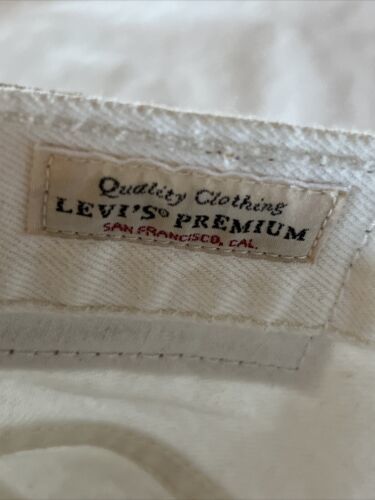 Quality Clothing
LEVI'S® PREMIUM
SAN FRANCISCO, CAL.